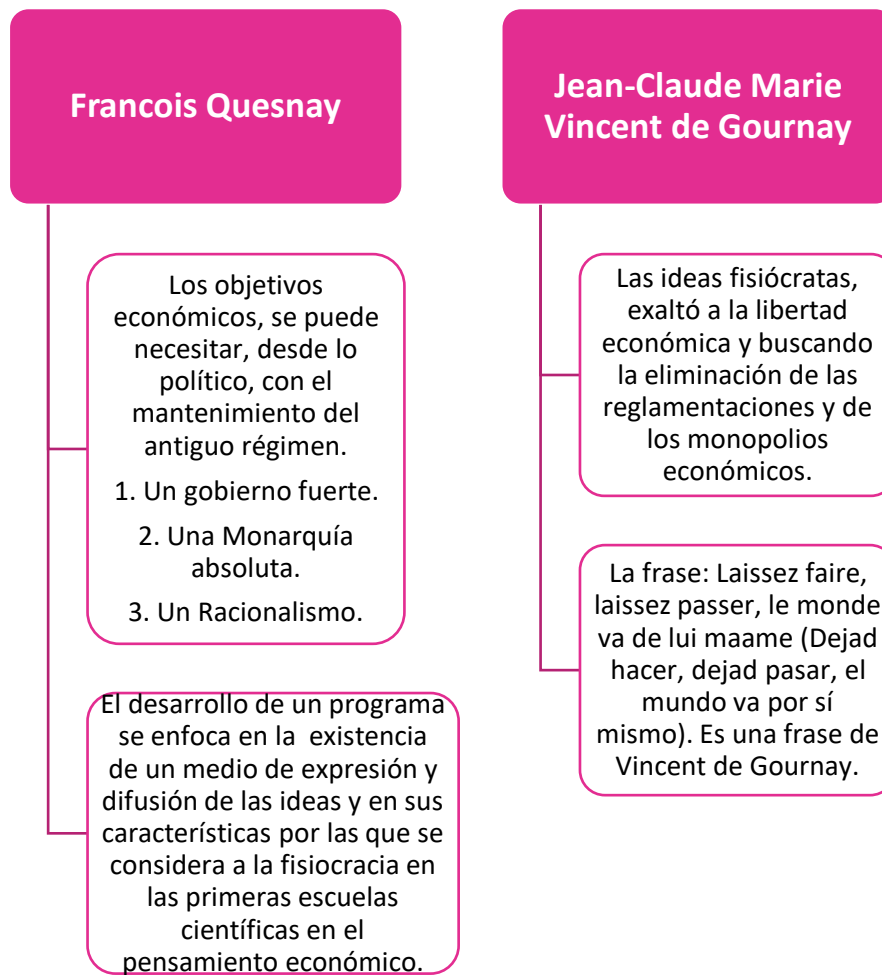 Francois Quesnay
Los objetivos
económicos, se puede
necesitar, desde lo
político, con el
mantenimiento del
antiguo régimen.
1. Un gobierno fuerte.
2. Una Monarquía
absoluta.
3. Un Racionalismo.
El desarrollo de un programa
se enfoca en la existencia
de un medio de expresión y
difusión de las ideas y en sus
características por las que se
considera a la fisiocracia en
las primeras escuelas
científicas en el
pensamiento económico.
Jean-Claude Marie
Vincent de Gournay
Las ideas fisiócratas,
exaltó a la libertad
económica y buscando
la eliminación de las
reglamentaciones y de
los monopolios
económicos.
La frase: Laissez faire,
laissez passer, le monde
va de lui maame (Dejad
hacer, dejad pasar, el
mundo va por sí
mismo). Es una frase de
Vincent de Gournay.